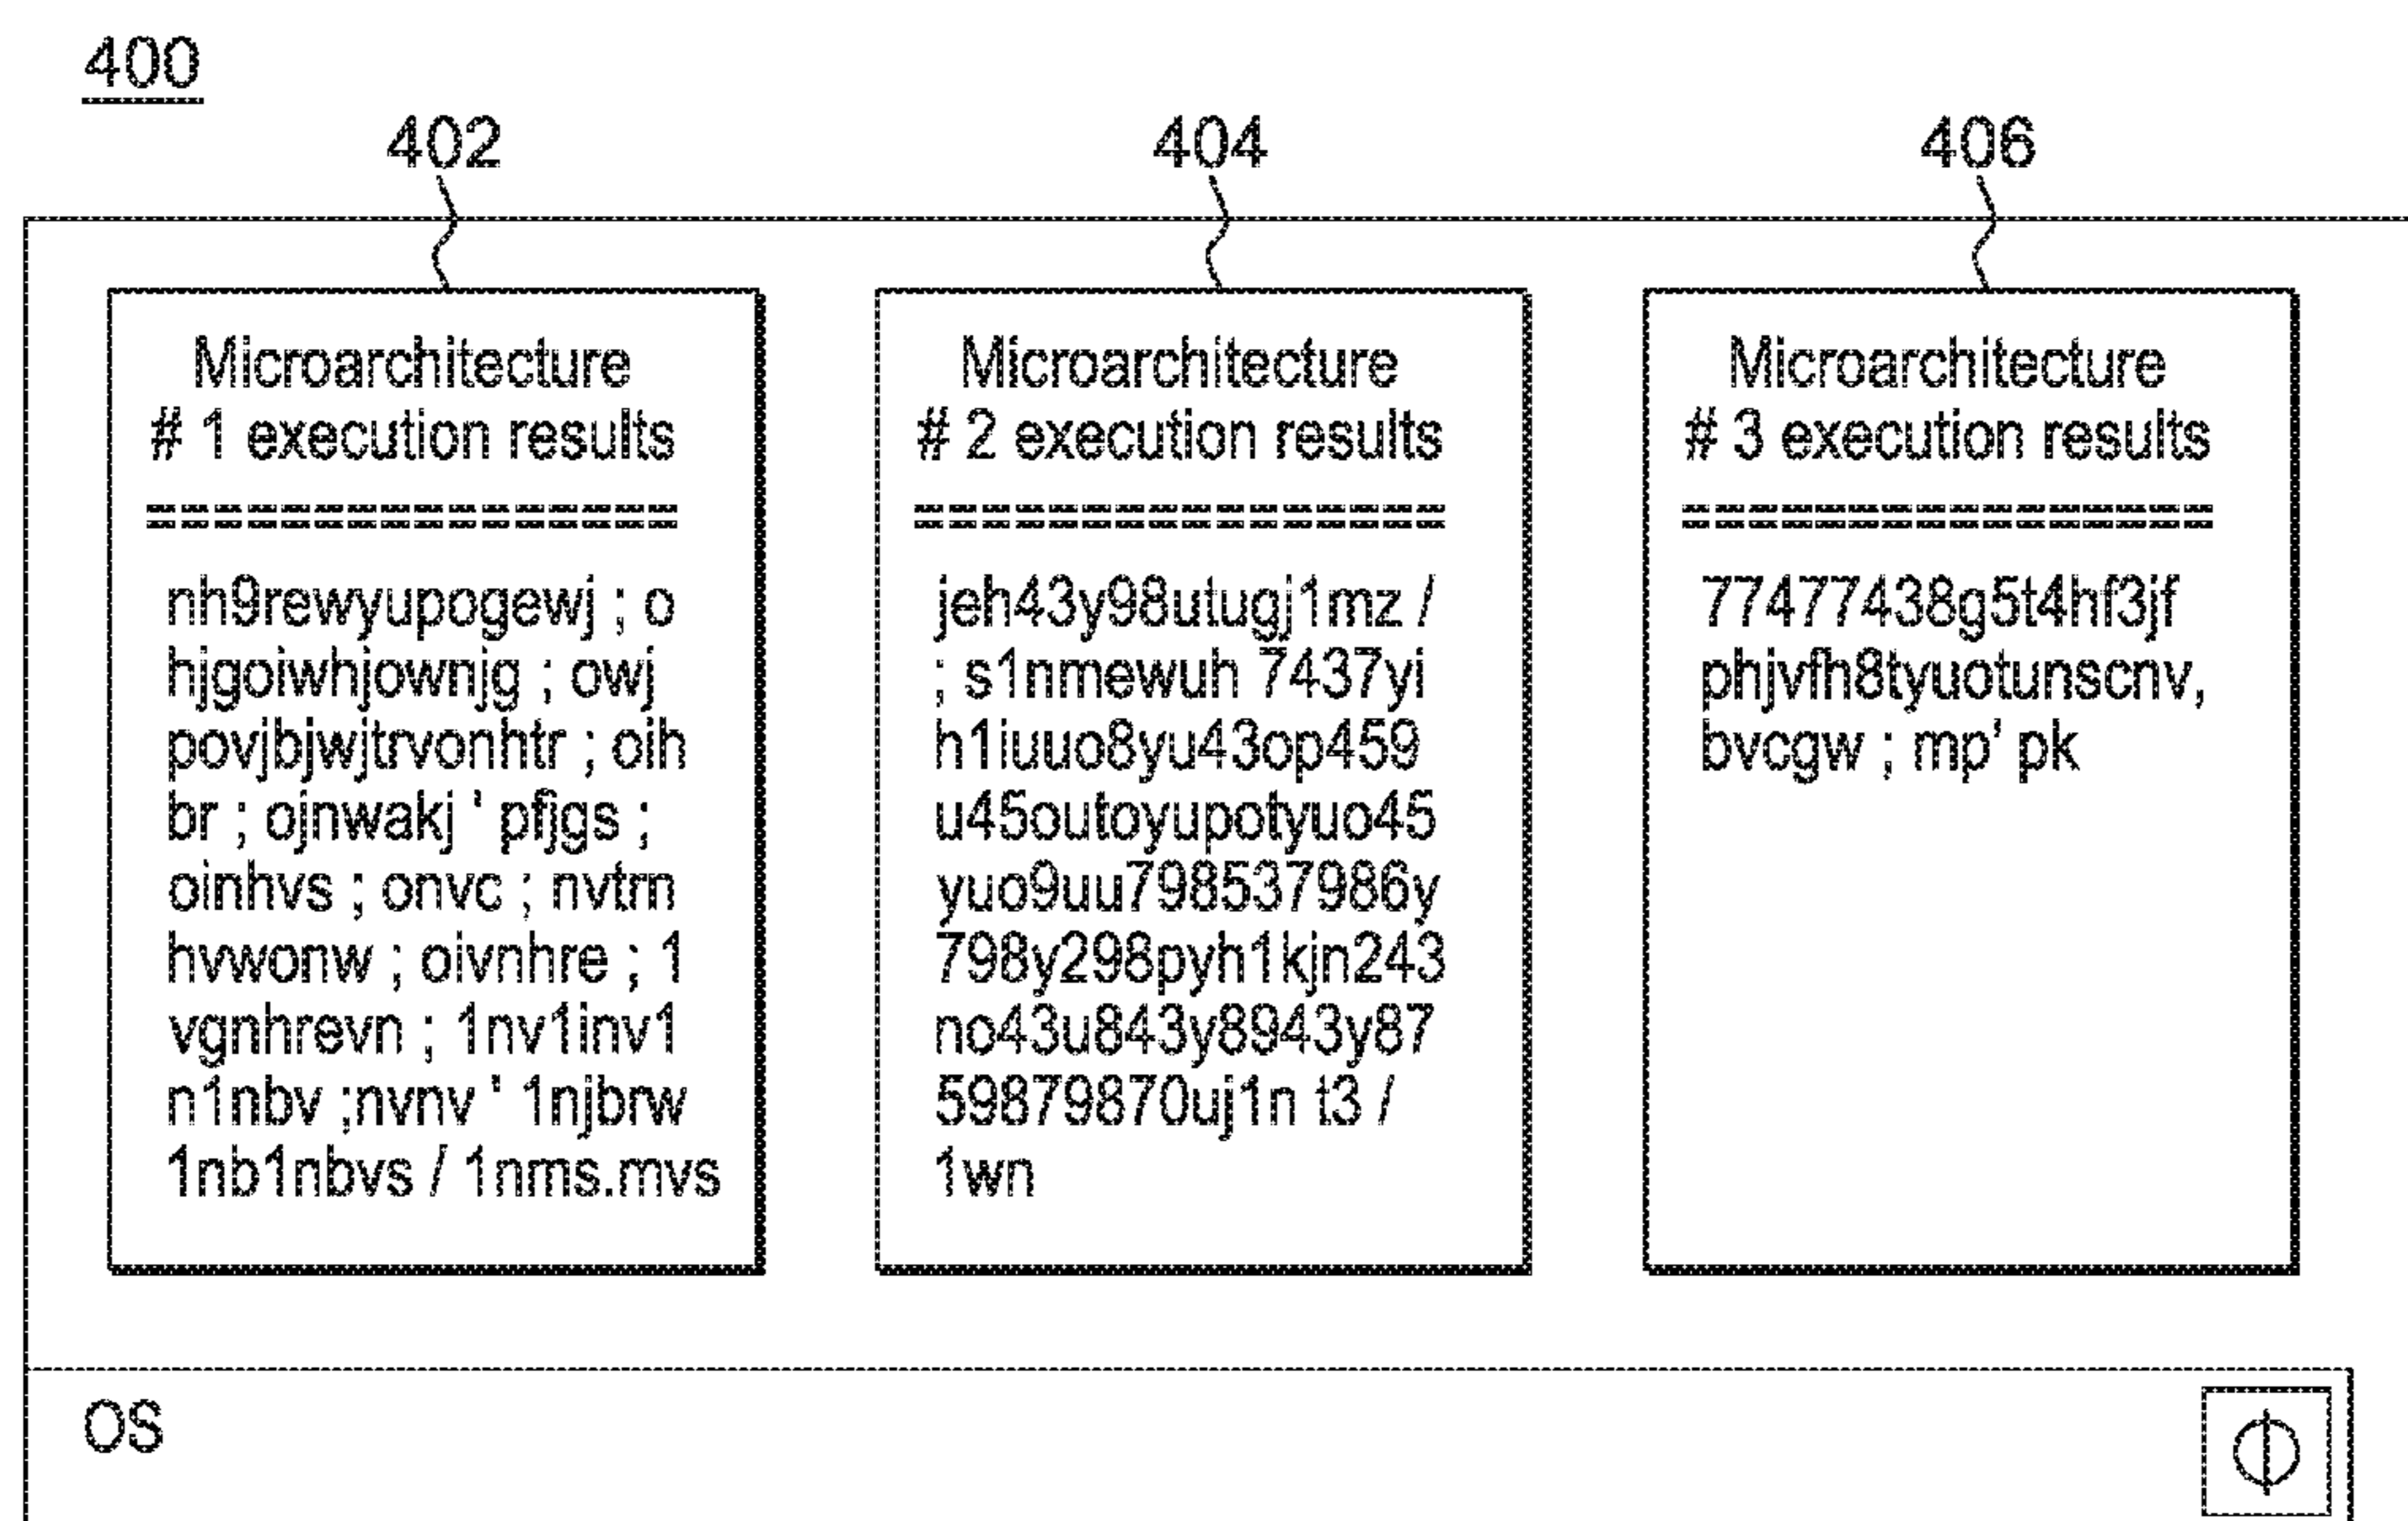 400
402
404
406
Microarchitecture
# 1 execution results
==================
nh9rewyupogewj ; o
hjgoiwhjownjg ; owj
povjbjwjtrvonhtr ; oih
br ; ojnwakj ' pfjgs ;
oinhvs ; onvc ; nvtrn
hvwonw ; oivnhre ; 1
vgnhrevn ; 1nv1inv1
n1nbv ;nvnv ' 1njbrw
1nb1nbvs / 1nms.mvs
Microarchitecture
# 2 execution results
================
jeh43y98utugj1mz /
; s1nmewuh 7437yi
h1iuuo8yu43op459
u45outoyupotyuo45
yuo9uu798537986y
798y298pyh1kjn243
no43u843y8943y87
59879870uj1n t3 /
1wn
Microarchitecture
# 3 execution results
================
77477438g5t4hf3jf
phjvfh8tyuotunscnv,
bvcgw ; mp' pk
OS